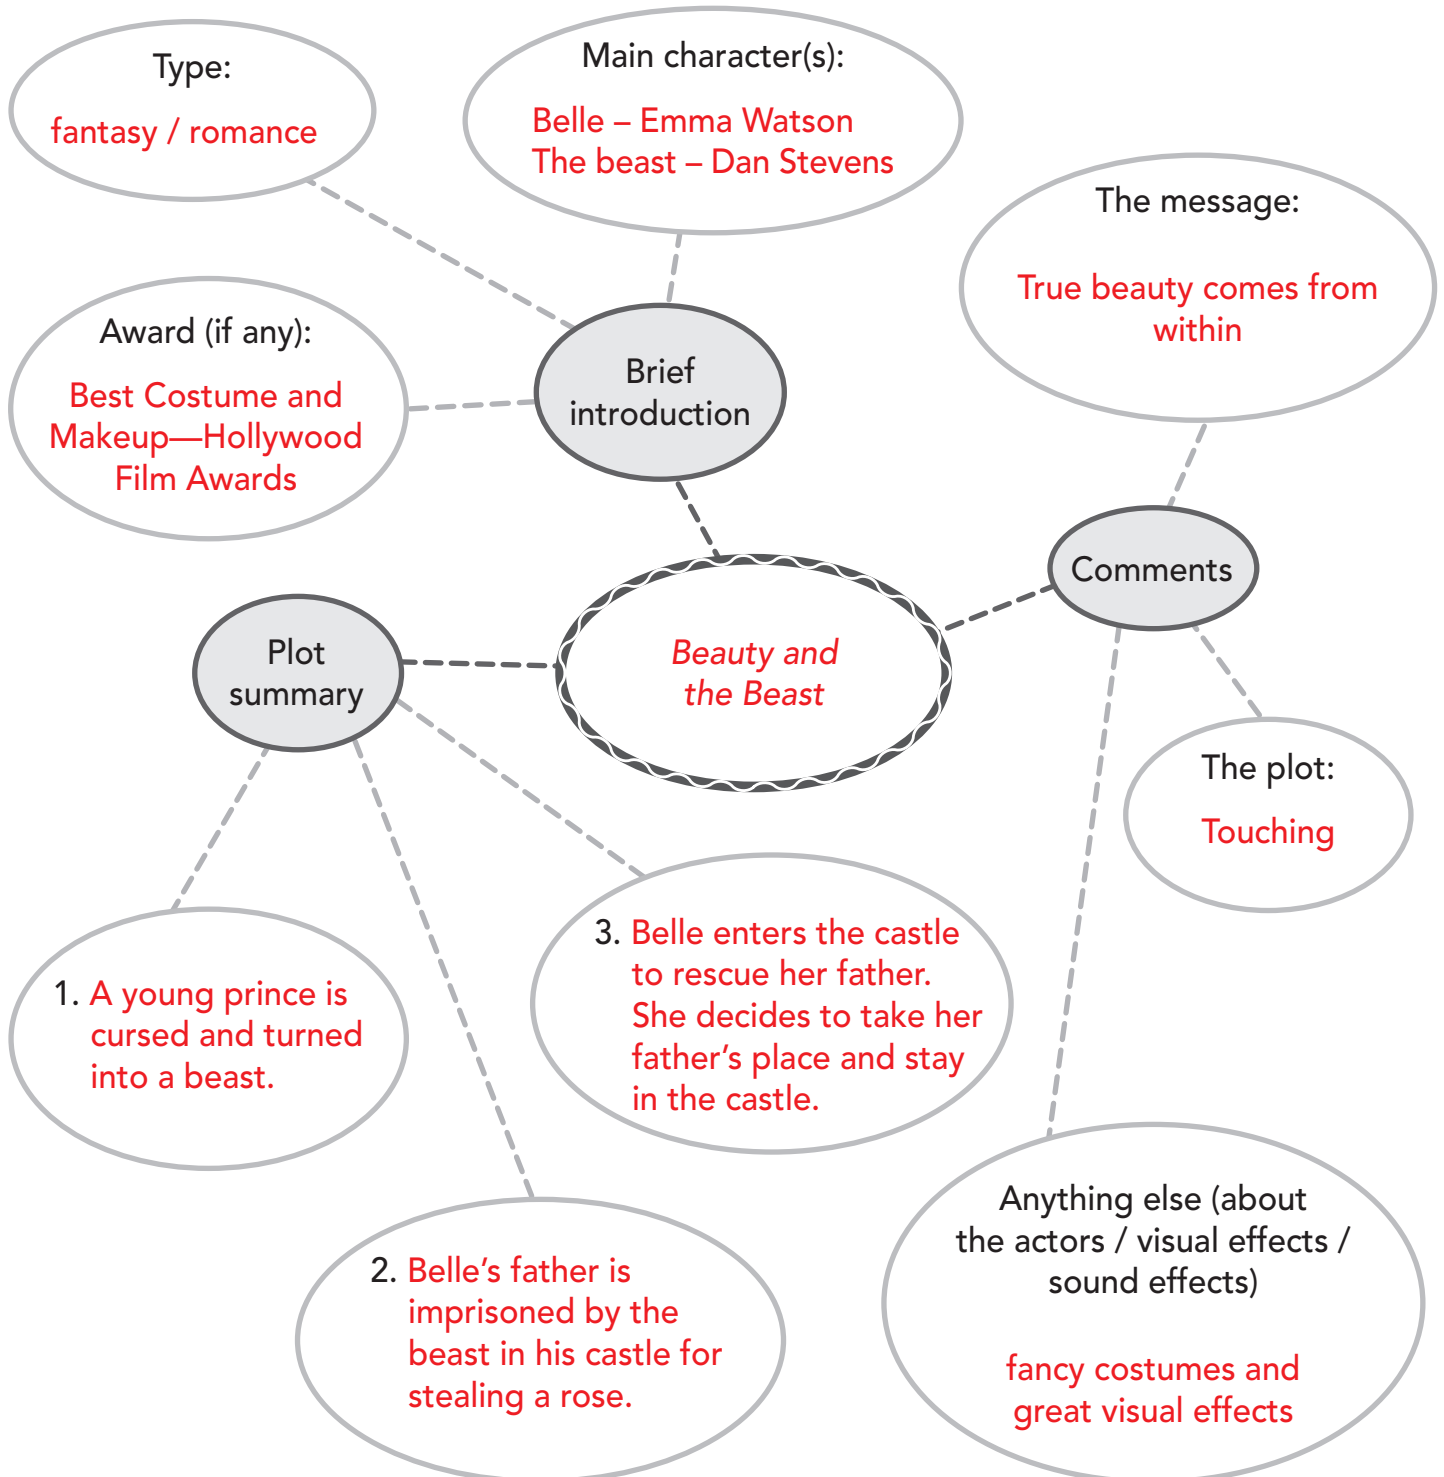 Type:
fantasy / romance
Main character(s):
Belle – Emma Watson
The beast – Dan Stevens
Award (if any):
Best Costume and
Makeup—Hollywood
Film Awards
Brief
introduction
The message:
True beauty comes from
within
Comments
Beauty and
the Beast
Plot
summary
The plot:
Touching
1. A young prince is
cursed and turned
into a beast.
3. Belle enters the castle
to rescue her father.
She decides to take her
father’s place and stay
in the castle.
2. Belle’s father is
imprisoned by the
beast in his castle for
stealing a rose.
Anything else (about
the actors / visual effects /
sound effects)
fancy costumes and
great visual effects